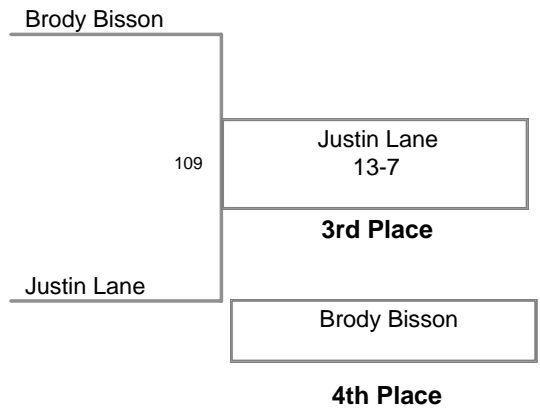 Brody Bisson
Justin Lane
13-7
109
3rd Place
Justin Lane
Brody Bisson
4th Place